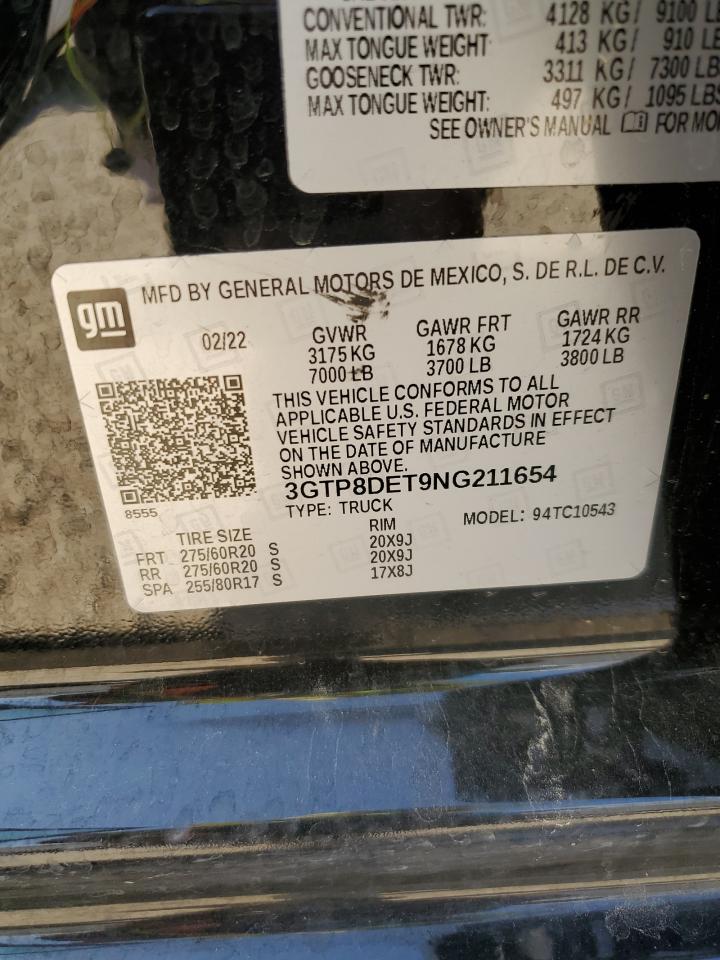 CONVENTIONAL TWR: 4128 KG/ 9100
MAX TONGUE WEIGHT 413 KG/ 910
GOOSENECK TWR: 3311 KG/ 7300 LB
MAX TONGUE WEIGHT: 497 KG/ 1095 LBS
SEE OWNER'S MANUAL FOR MO
gm
MFD BY GENERAL MOTORS DE MEXICO, S. DE R.L. DE C.V.
02/22
GVWR
3175 KG
7000 LB
GAWR FRT
1678 KG
3700 LB
GAWR RR
1724 KG
3800 LB
THIS VEHICLE CONFORMS TO ALL
APPLICABLE U.S. FEDERAL MOTOR
VEHICLE SAFETY STANDARDS IN EFFECT
ON THE DATE OF MANUFACTURE
SHOWN ABOVE.
3GTP8DET9NG211654
8555
TYPE: TRUCK
MODEL: 94TC10543
TIRE SIZE RIM
FRT 275/60R20 S 20X9J
RR 275/60R20 S 20X9J
SPA 255/80R17 S 17X8J